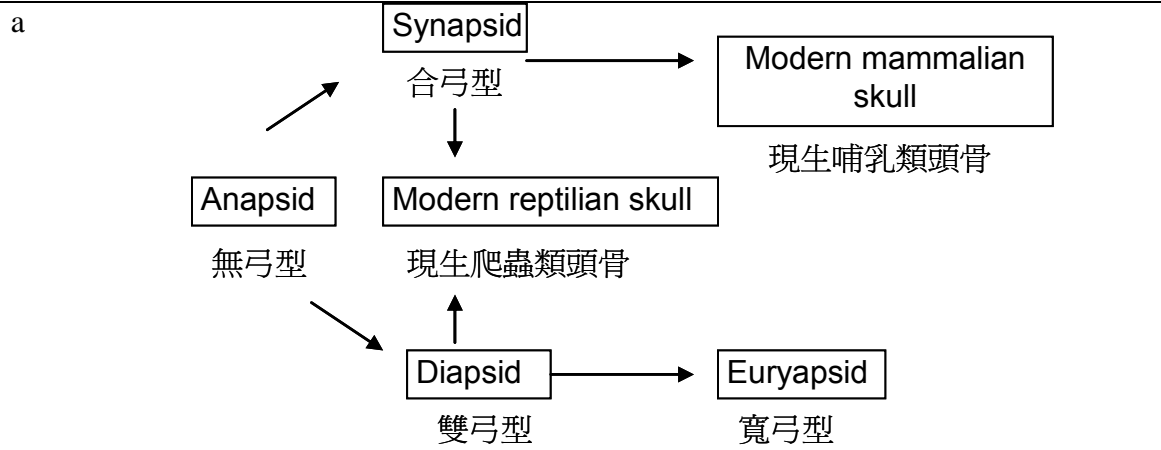 a
Synapsid
合弓型
Modern mammalian
skull
現生哺乳類頭骨
Anapsid
無弓型
Modern reptilian skull
現生爬蟲類頭骨
Diapsid
雙弓型
Euryapsid
寬弓型